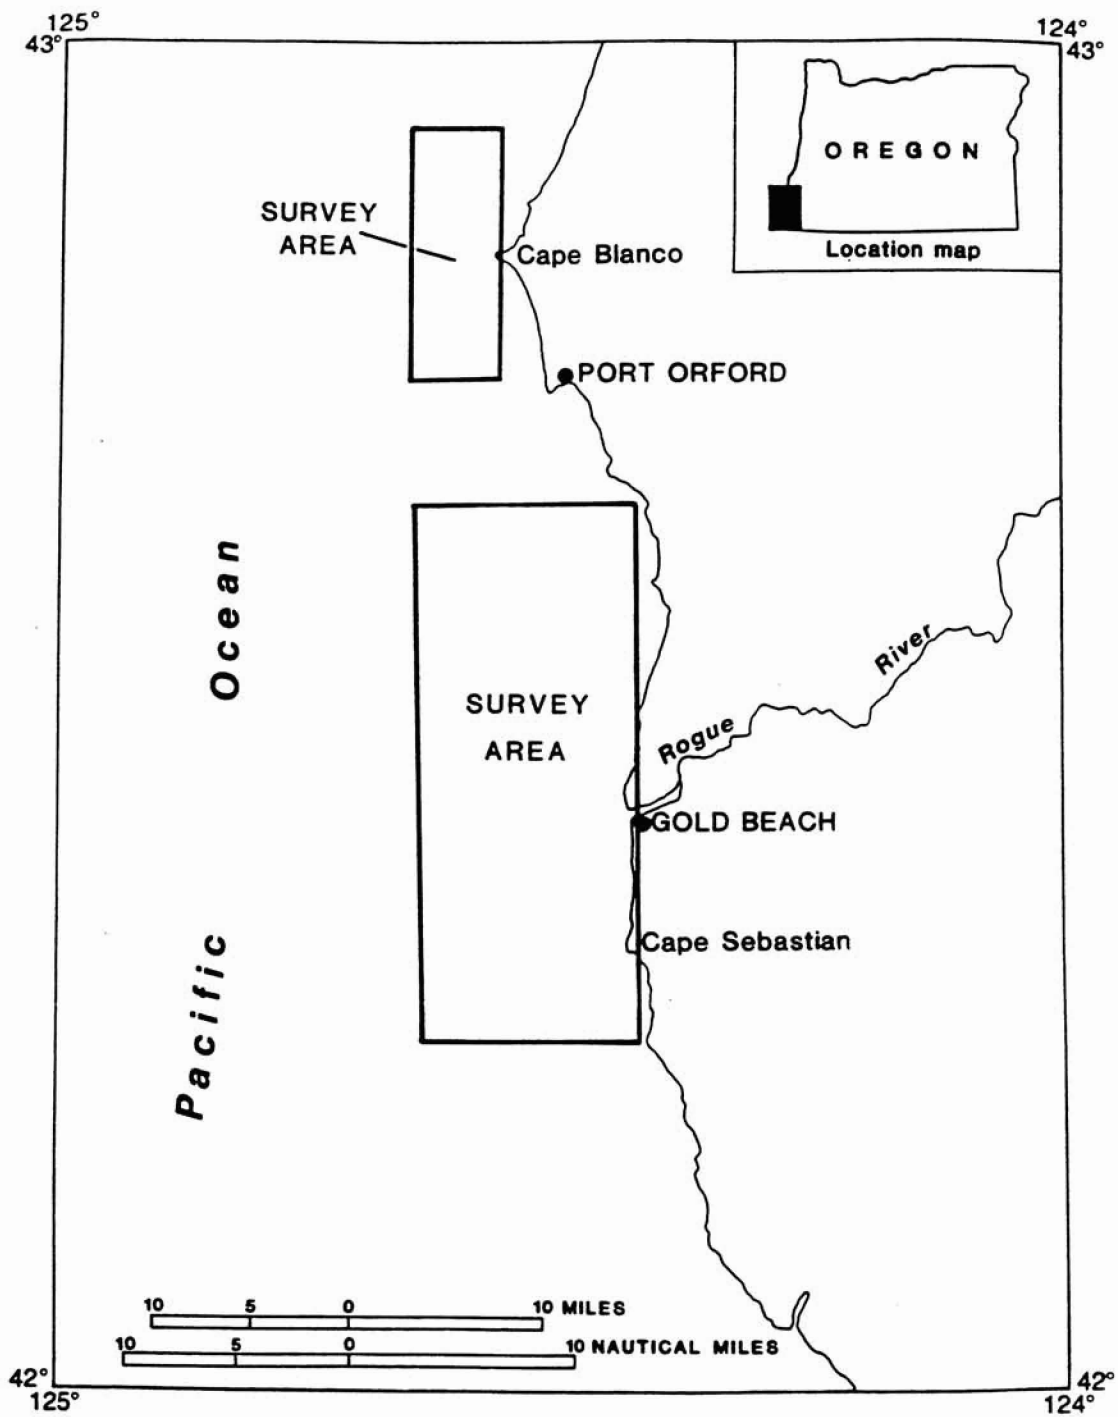 125°
43°
124°
43°
OREGON
Location map
SURVEY
AREA
Cape Blanco
PORT ORFORD
Pacific Ocean
SURVEY
AREA
Rogue River
GOLD BEACH
Cape Sebastian
10 5 0 10 MILES
10 5 0 10 NAUTICAL MILES
42°
125°
42°
124°